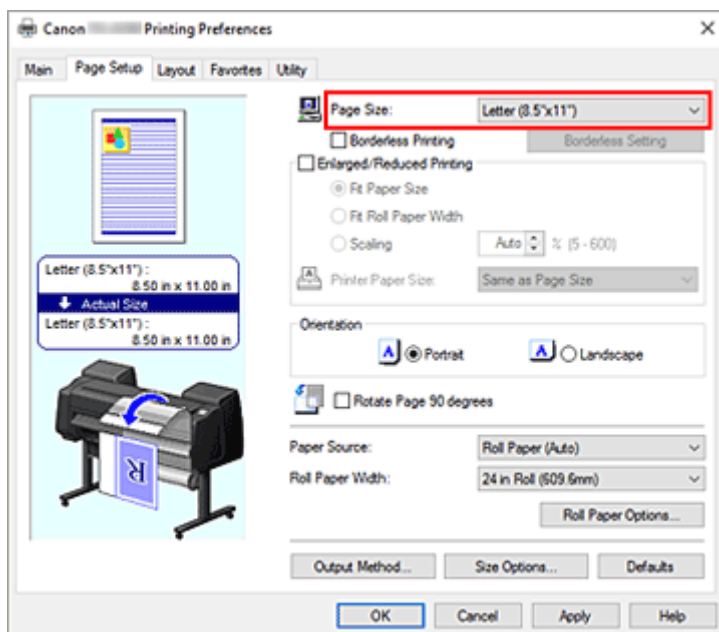 Canon Printing Preferences
Main Page Setup Layout Favorites Utility
Page Size: Letter (8.5"x11")
Borderless Printing Borderless Setting
Enlarged/Reduced Printing
Fit Paper Size
Fit Roll Paper Width
Scaling Auto % (5 - 600)
Printer Paper Size: Same as Page Size
Letter (8.5"x11") :
8.50 in x 11.00 in
Actual Size
Letter (8.5"x11") :
8.50 in x 11.00 in
Orientation
A Portrait A Landscape
Rotate Page 90 degrees
R
Paper Source: Roll Paper (Auto)
Roll Paper Width: 24 in Roll (609.6mm)
Roll Paper Options...
Output Method... Size Options... Defaults
OK Cancel Apply Help